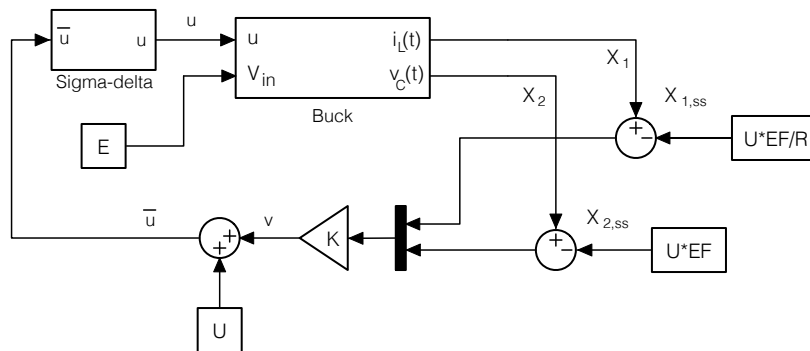 u
u̅ u
Sigma-delta
u i_L(t)
V_in v_C(t)
Buck
E
X_1
X_2
X_1,ss
+ −
U*EF/R
u̅
v
K
+
+
X_2,ss
+ −
U*EF
U